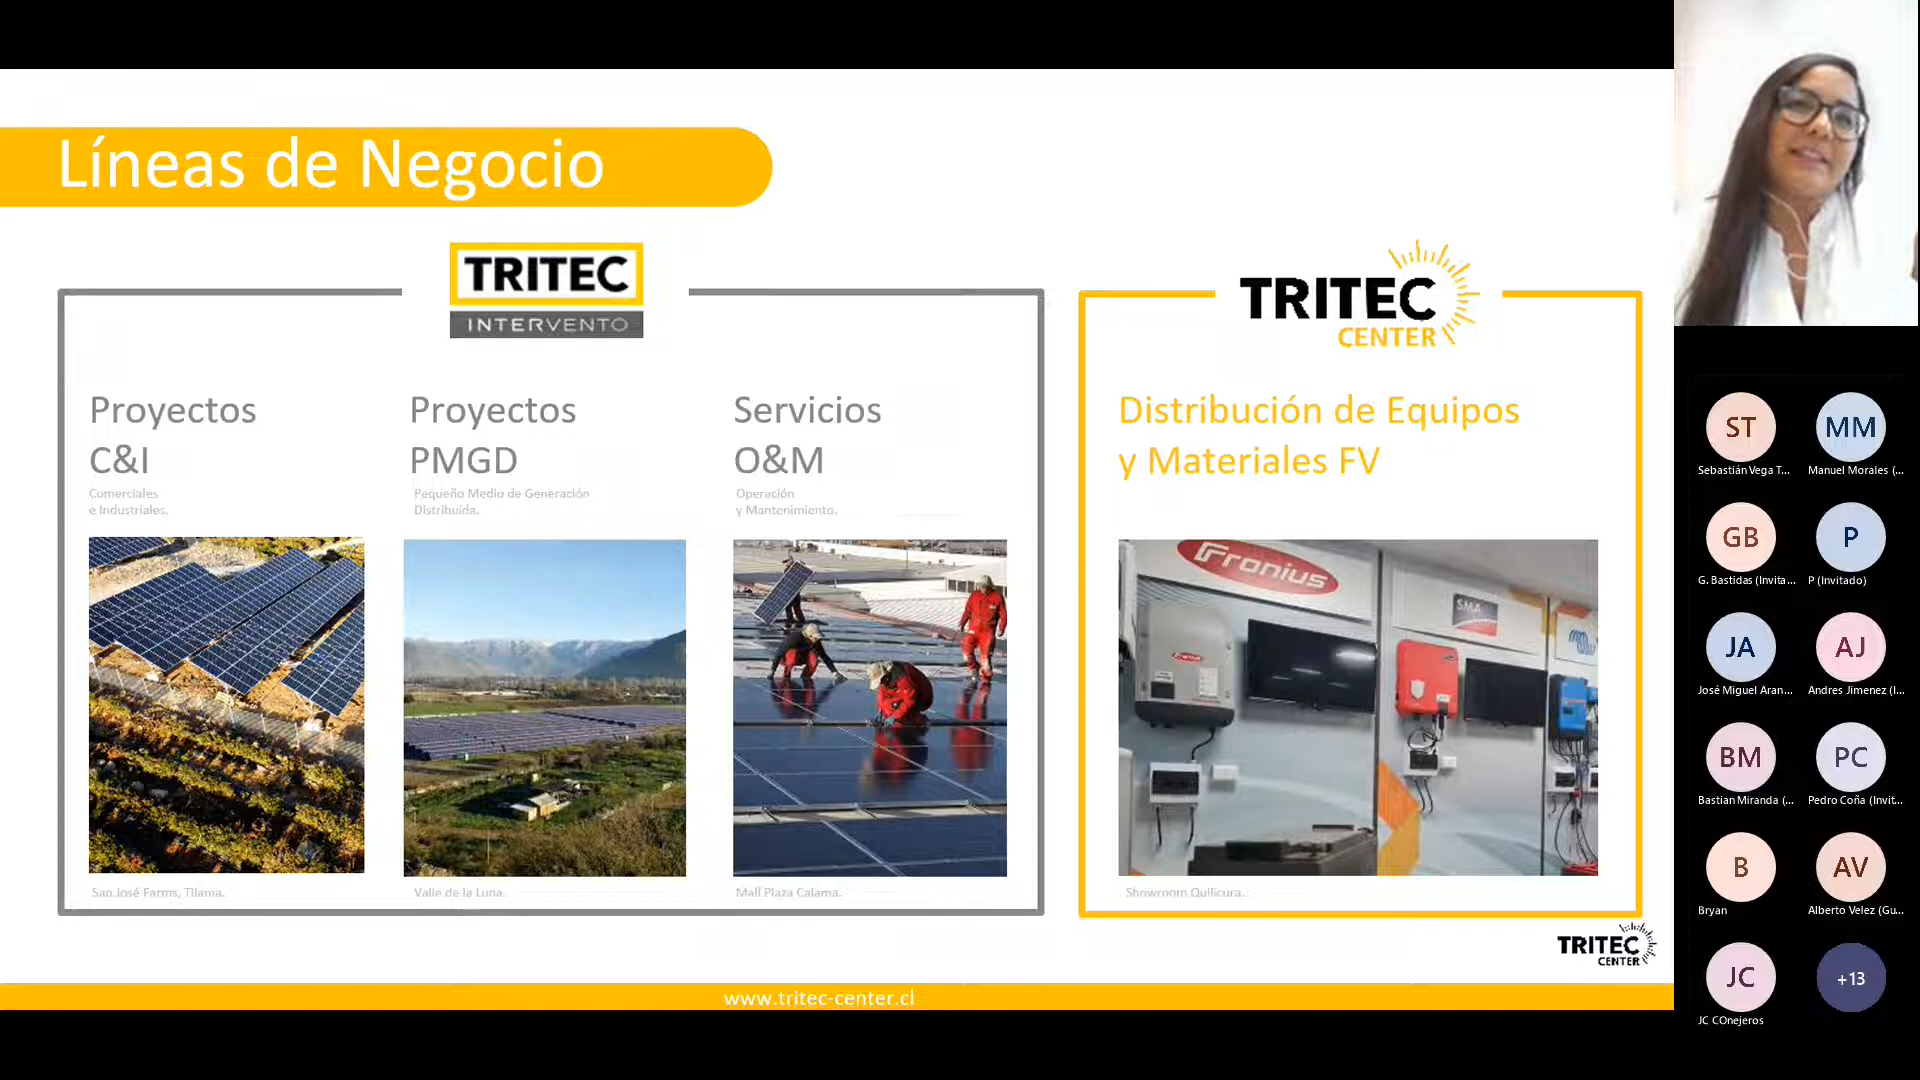 Líneas de Negocio
TRITEC
INTERVENTO
TRITEC
CENTER
Proyectos
C&I
Comerciales
e Industriales.
Proyectos
PMGD
Pequeño Medio de Generación
Distribuida.
Servicios
O&M
Operación
y Mantenimiento.
Distribución de Equipos
y Materiales FV
Fronius
SMA
Fronius
San José Farms, Tilama.
Valle de la Luna.
Mall Plaza Calama.
Showroom Quilicura.
TRITEC
CENTER
www.tritec-center.cl
ST
Sebastián Vega T...
MM
Manuel Morales (...
GB
G. Bastidas (Invita...
P
P (Invitado)
JA
José Miguel Aran...
AJ
Andres Jimenez (I...
BM
Bastian Miranda (...
PC
Pedro Coña (Invit...
B
Bryan
AV
Alberto Velez (Gu...
JC
JC COnejeros
+13